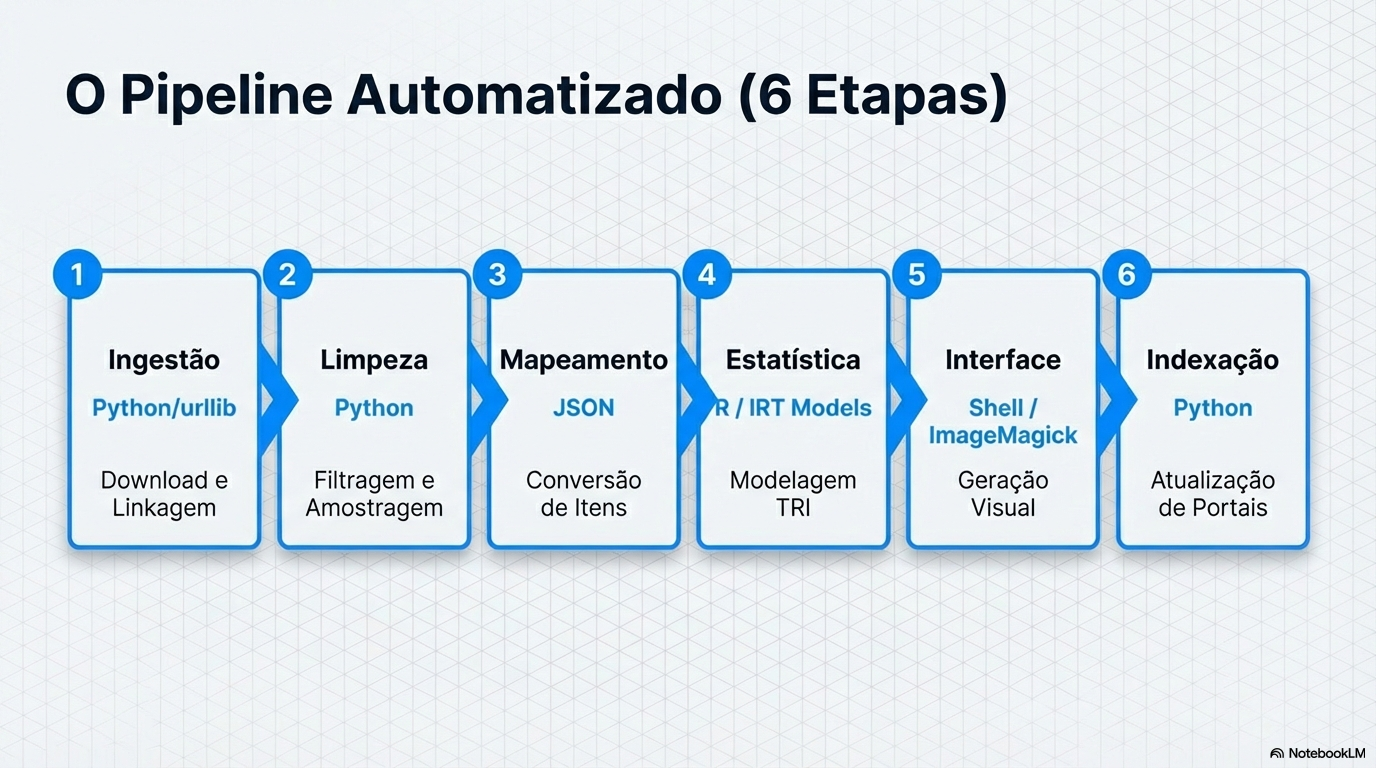 O Pipeline Automatizado (6 Etapas)
1
Ingestão
Python/urllib
Download e
Linkagem
2
Limpeza
Python
Filtragem e
Amostragem
3
Mapeamento
JSON
Conversão
de Itens
4
Estatística
R / IRT Models
Modelagem
TRI
5
Interface
Shell /
ImageMagick
Geração
Visual
6
Indexação
Python
Atualização
de Portais
NotebookLM